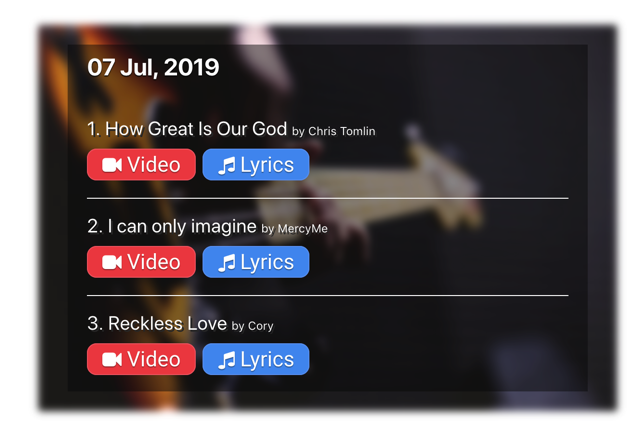 07 Jul, 2019
1. How Great Is Our God by Chris Tomlin
Video Lyrics
2. I can only imagine by MercyMe
Video Lyrics
3. Reckless Love by Cory
Video Lyrics